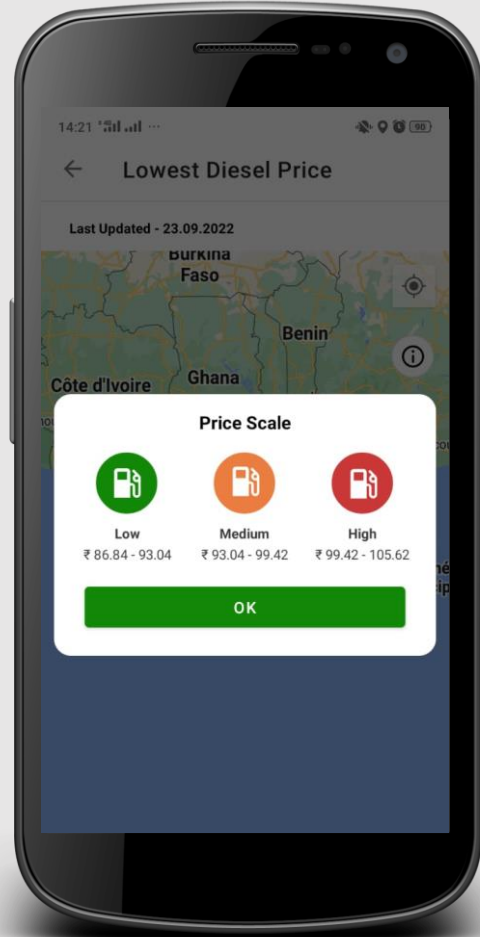 14:21
90
Lowest Diesel Price
Last Updated - 23.09.2022
Burkina
Faso
Benin
Ghana
Côte d'Ivoire
Price Scale
Low
Medium
High
₹ 86.84 - 93.04
₹ 93.04 - 99.42
₹ 99.42 - 105.62
OK